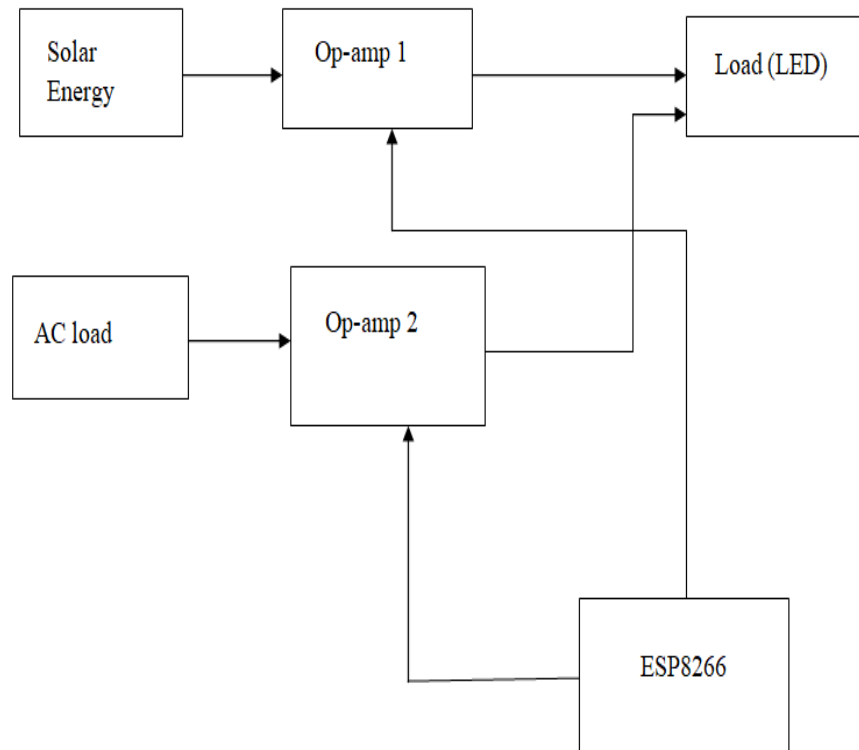 Solar
Energy
Op-amp 1
Load (LED)
AC load
Op-amp 2
ESP8266